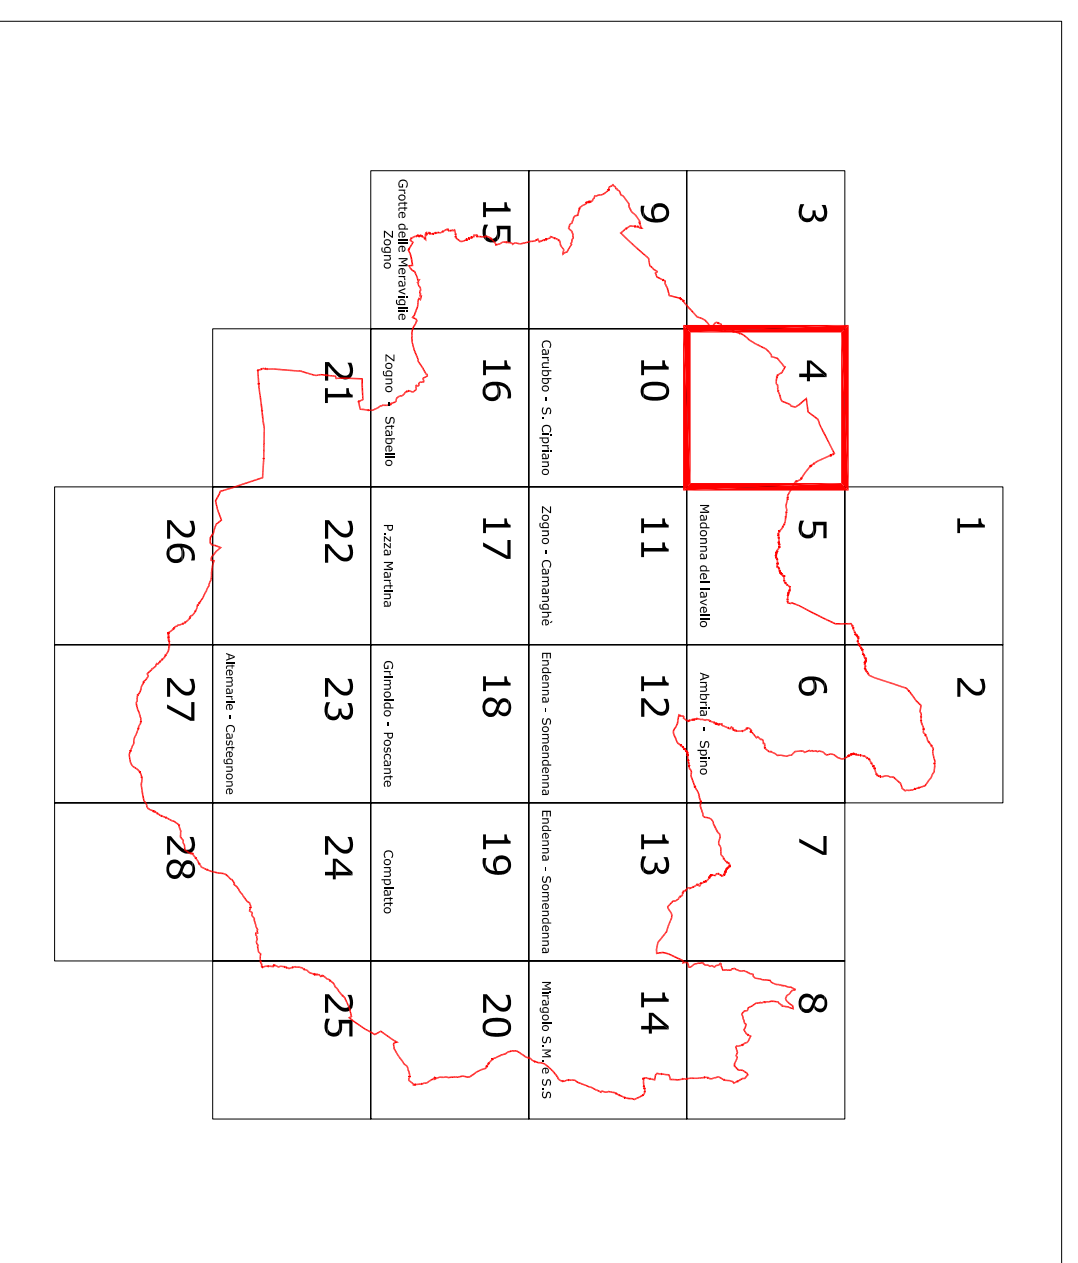 1
2
3
4
5
Madonna del lavello
6
Ambria - Spino
7
8
9
10
Carubbo - S. Cipriano
11
Zogno - Camanghè
12
Endenna - Somendenna
13
Endenna - Somendenna
14
Miragolo S.M. e S.S
15
Grotte delle Meraviglie
Zogno
16
Zogno - Stabello
17
P.zza Martina
18
Grimoldo - Poscante
19
Complatto
20
21
22
23
Altemarie - Castegnone
24
25
26
27
28